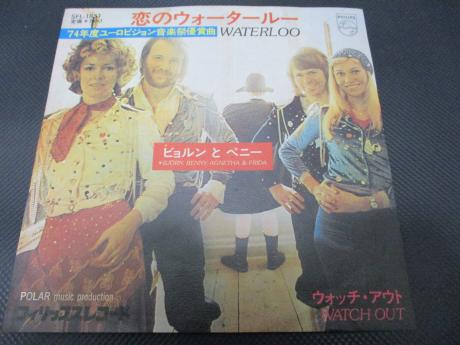 恋のウォータールー
74年度ユーロビジョン音楽祭優賞曲 WATERLOO
PHILIPS
ビョルン と ベニー
BJÖRN, BENNY, AGNETHA & FRIDA
POLAR music production
フィリップスレコード
ウォッチ・アウト
WATCH OUT